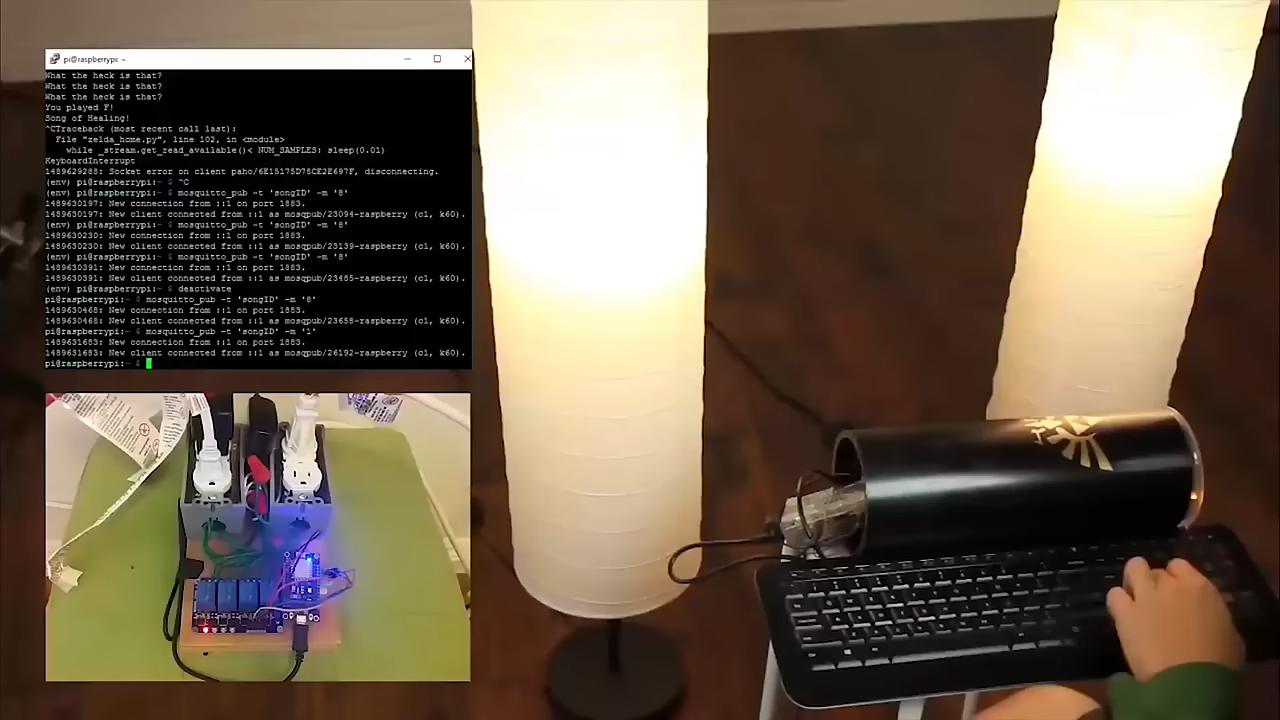 pi@raspberrypi: ~
What the heck is that?
What the heck is that?
What the heck is that?
You played F!
Song of Healing!
^CTraceback (most recent call last):
File "zelda_home.py", line 102, in <module>
while _stream.get_read_available()< NUM_SAMPLES: sleep(0.01)
KeyboardInterrupt
1489629288: Socket error on client paho/6E15175D78CE2E697F, disconnecting.
(env) pi@raspberrypi:~ $ ^C
(env) pi@raspberrypi:~ $ mosquitto_pub -t 'songID' -m '8'
1489630197: New connection from ::1 on port 1883.
1489630197: New client connected from ::1 as mosqpub/23094-raspberry (c1, k60).
(env) pi@raspberrypi:~ $ mosquitto_pub -t 'songID' -m '8'
1489630230: New connection from ::1 on port 1883.
1489630230: New client connected from ::1 as mosqpub/23139-raspberry (c1, k60).
(env) pi@raspberrypi:~ $ mosquitto_pub -t 'songID' -m '8'
1489630391: New connection from ::1 on port 1883.
1489630391: New client connected from ::1 as mosqpub/23485-raspberry (c1, k60).
(env) pi@raspberrypi:~ $ deactivate
pi@raspberrypi:~ $ mosquitto_pub -t 'songID' -m '8'
1489630468: New connection from ::1 on port 1883.
1489630468: New client connected from ::1 as mosqpub/23658-raspberry (c1, k60).
pi@raspberrypi:~ $ mosquitto_pub -t 'songID' -m '1'
1489631683: New connection from ::1 on port 1883.
1489631683: New client connected from ::1 as mosqpub/26192-raspberry (c1, k60).
pi@raspberrypi:~ $